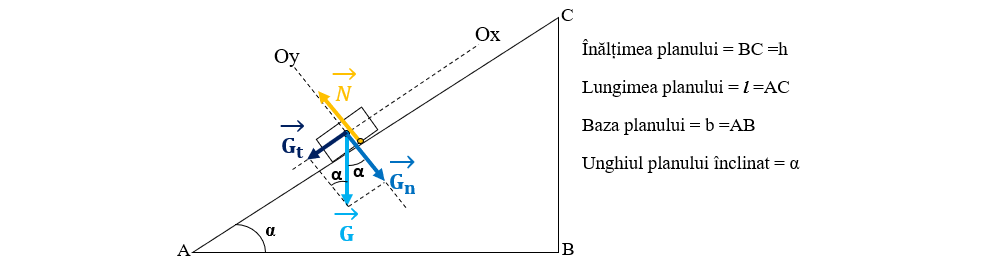 C
Ox
Oy
N
Gt
α
α
Gn
G
α
A
B
Înălțimea planului = BC =h
Lungimea planului = l =AC
Baza planului = b =AB
Unghiul planului înclinat = α